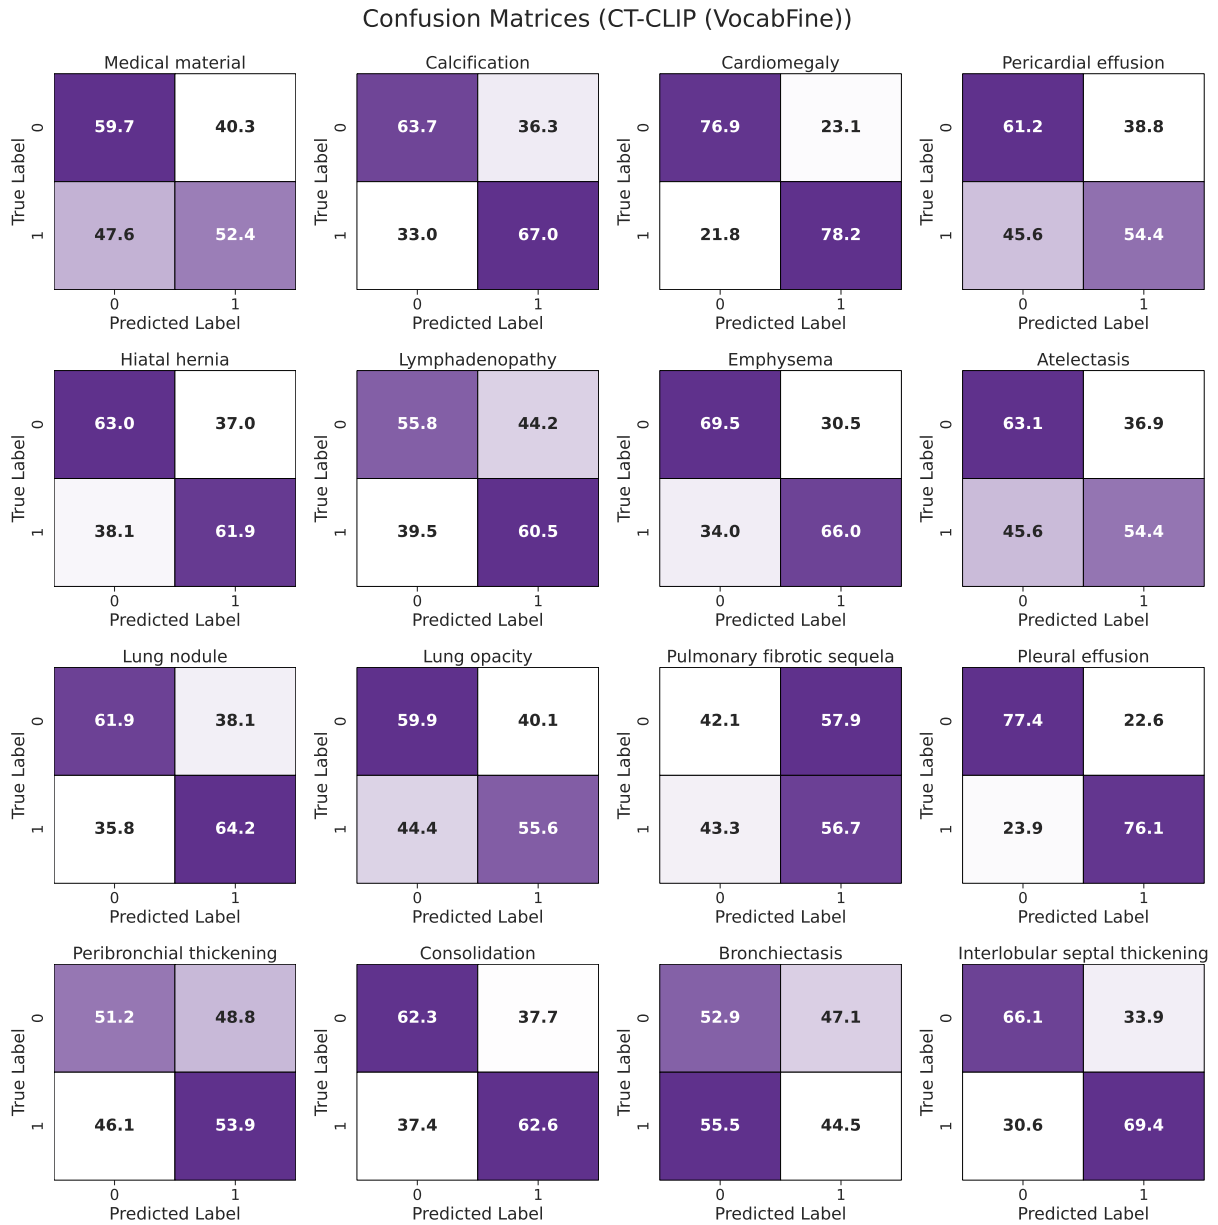 Confusion Matrices (CT-CLIP (VocabFine))
Medical material
Calcification
Cardiomegaly
Pericardial effusion
True Label
0
59.7
40.3
1
47.6
52.4
0
1
Predicted Label
True Label
0
63.7
36.3
1
33.0
67.0
0
1
Predicted Label
True Label
0
76.9
23.1
1
21.8
78.2
0
1
Predicted Label
True Label
0
61.2
38.8
1
45.6
54.4
0
1
Predicted Label
Hiatal hernia
Lymphadenopathy
Emphysema
Atelectasis
True Label
0
63.0
37.0
1
38.1
61.9
0
1
Predicted Label
True Label
0
55.8
44.2
1
39.5
60.5
0
1
Predicted Label
True Label
0
69.5
30.5
1
34.0
66.0
0
1
Predicted Label
True Label
0
63.1
36.9
1
45.6
54.4
0
1
Predicted Label
Lung nodule
Lung opacity
Pulmonary fibrotic sequela
Pleural effusion
True Label
0
61.9
38.1
1
35.8
64.2
0
1
Predicted Label
True Label
0
59.9
40.1
1
44.4
55.6
0
1
Predicted Label
True Label
0
42.1
57.9
1
43.3
56.7
0
1
Predicted Label
True Label
0
77.4
22.6
1
23.9
76.1
0
1
Predicted Label
Peribronchial thickening
Consolidation
Bronchiectasis
Interlobular septal thickening
True Label
0
51.2
48.8
1
46.1
53.9
0
1
Predicted Label
True Label
0
62.3
37.7
1
37.4
62.6
0
1
Predicted Label
True Label
0
52.9
47.1
1
55.5
44.5
0
1
Predicted Label
True Label
0
66.1
33.9
1
30.6
69.4
0
1
Predicted Label